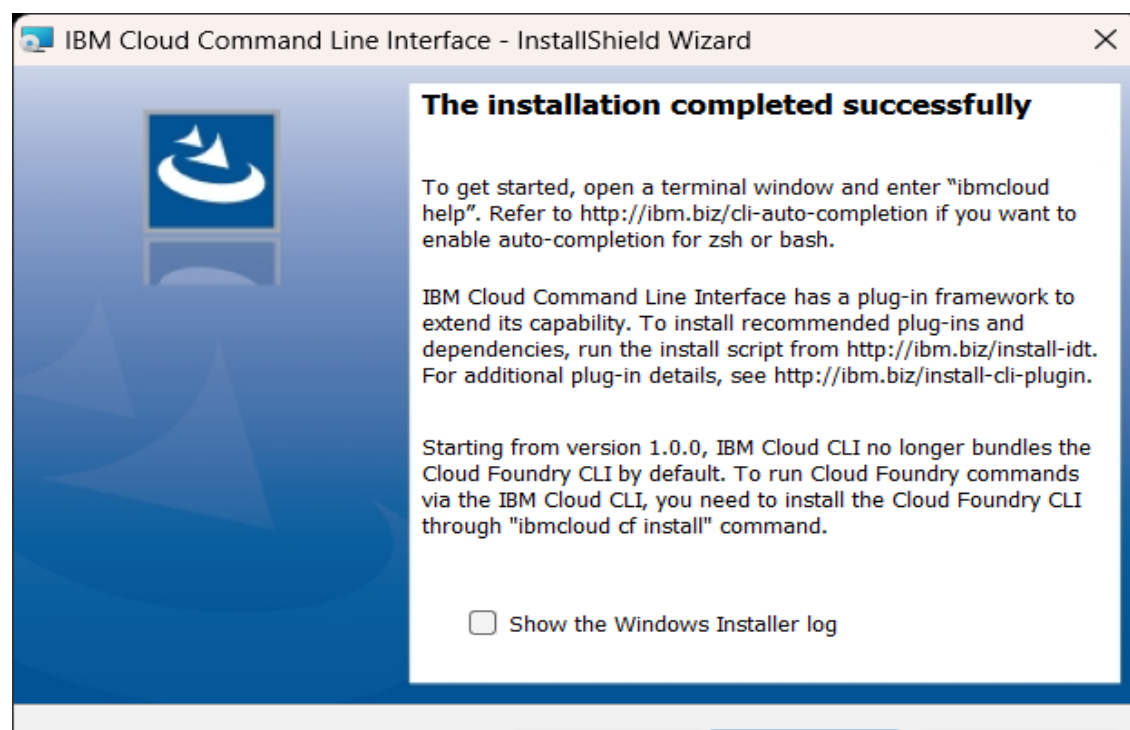 IBM Cloud Command Line Interface - InstallShield Wizard
The installation completed successfully
To get started, open a terminal window and enter “ibmcloud
help”. Refer to http://ibm.biz/cli-auto-completion if you want to
enable auto-completion for zsh or bash.
IBM Cloud Command Line Interface has a plug-in framework to
extend its capability. To install recommended plug-ins and
dependencies, run the install script from http://ibm.biz/install-idt.
For additional plug-in details, see http://ibm.biz/install-cli-plugin.
Starting from version 1.0.0, IBM Cloud CLI no longer bundles the
Cloud Foundry CLI by default. To run Cloud Foundry commands
via the IBM Cloud CLI, you need to install the Cloud Foundry CLI
through "ibmcloud cf install" command.
Show the Windows Installer log